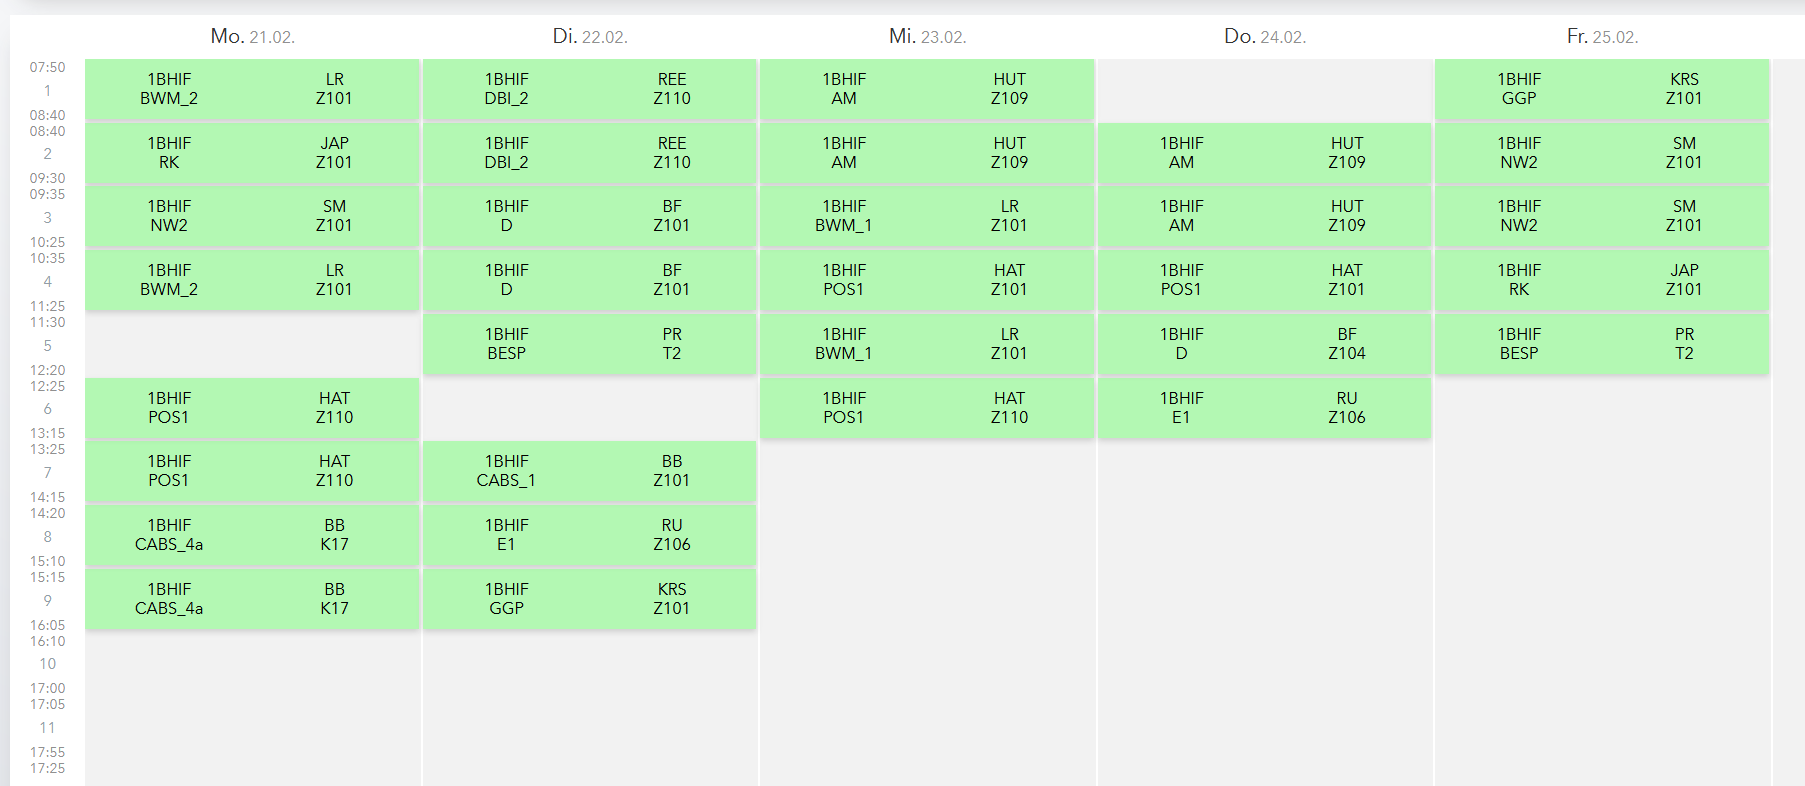 Mo. 21.02. Di. 22.02. Mi. 23.02. Do. 24.02. Fr. 25.02.
07:50
1BHIF LR 1BHIF REE 1BHIF HUT 1BHIF KRS
1
BWM_2 Z101 DBI_2 Z110 AM Z109 GGP Z101
08:40
08:40
1BHIF JAP 1BHIF REE 1BHIF HUT 1BHIF HUT 1BHIF SM
2
RK Z101 DBI_2 Z110 AM Z109 AM Z109 NW2 Z101
09:30
09:35
1BHIF SM 1BHIF BF 1BHIF LR 1BHIF HUT 1BHIF SM
3
NW2 Z101 D Z101 BWM_1 Z101 AM Z109 NW2 Z101
10:25
10:35
1BHIF LR 1BHIF BF 1BHIF HAT 1BHIF HAT 1BHIF JAP
4
BWM_2 Z101 D Z101 POS1 Z101 POS1 Z101 RK Z101
11:25
11:30
1BHIF PR 1BHIF LR 1BHIF BF 1BHIF PR
5
BESP T2 BWM_1 Z101 D Z104 BESP T2
12:20
12:25
1BHIF HAT 1BHIF HAT 1BHIF RU
6
POS1 Z110 POS1 Z110 E1 Z106
13:15
13:25
1BHIF HAT 1BHIF BB
7
POS1 Z110 CABS_1 Z101
14:15
14:20
1BHIF BB 1BHIF RU
8
CABS_4a K17 E1 Z106
15:10
15:15
1BHIF BB 1BHIF KRS
9
CABS_4a K17 GGP Z101
16:05
16:10
10
17:00
17:05
11
17:55
17:25